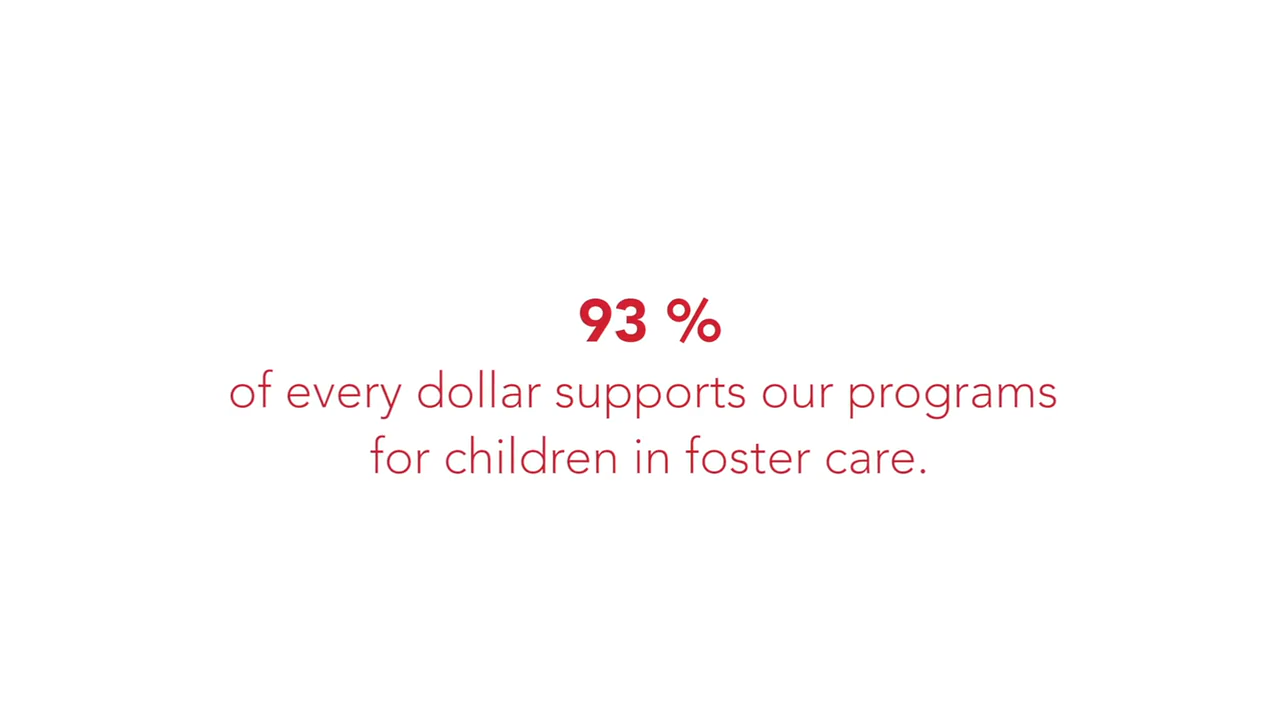 93 %
of every dollar supports our programs
for children in foster care.